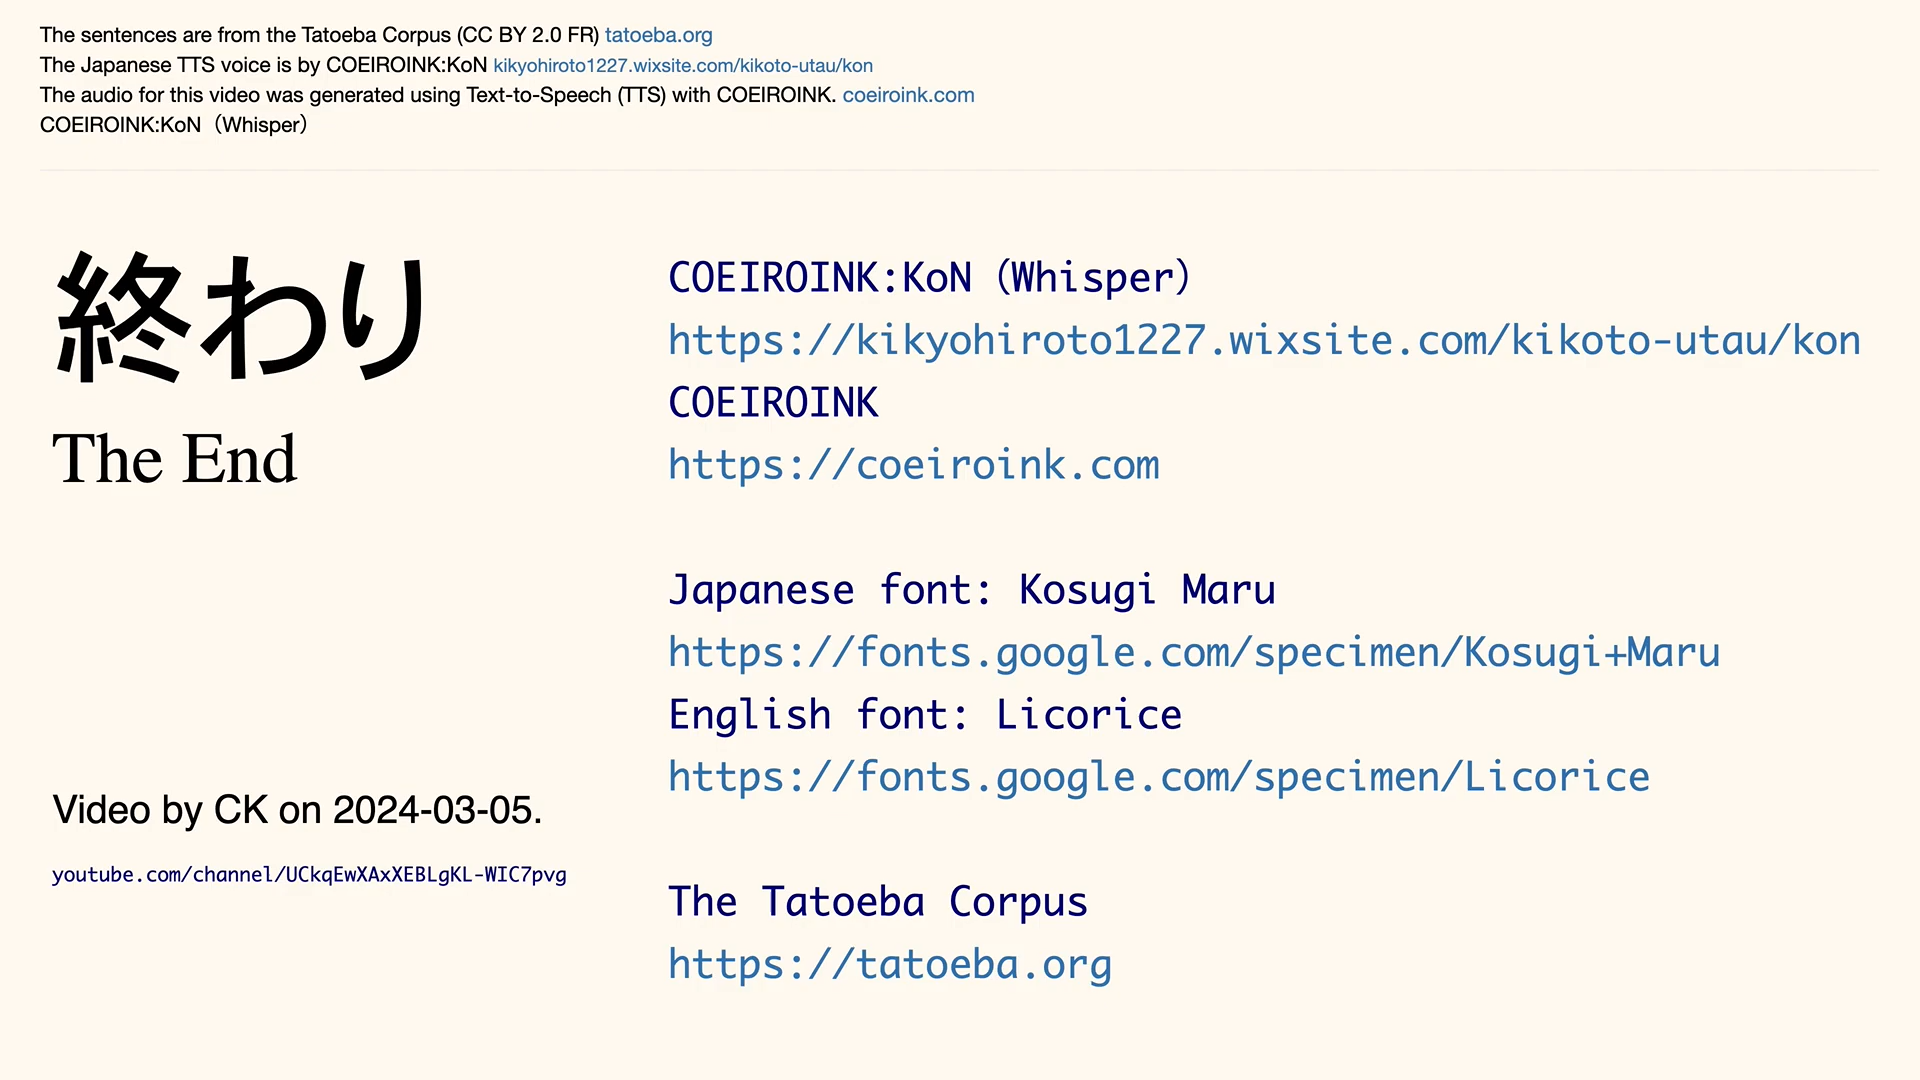 The sentences are from the Tatoeba Corpus (CC BY 2.0 FR) tatoeba.org
The Japanese TTS voice is by COEIROINK:KoN kikyohiroto1227.wixsite.com/kikoto-utau/kon
The audio for this video was generated using Text-to-Speech (TTS) with COEIROINK. coeiroink.com
COEIROINK:KoN（Whisper）
終わり
The End
Video by CK on 2024-03-05.
youtube.com/channel/UCkqEwXAxXEBLgKL-WIC7pvg
COEIROINK:KoN（Whisper）
https://kikyohiroto1227.wixsite.com/kikoto-utau/kon
COEIROINK
https://coeiroink.com
Japanese font: Kosugi Maru
https://fonts.google.com/specimen/Kosugi+Maru
English font: Licorice
https://fonts.google.com/specimen/Licorice
The Tatoeba Corpus
https://tatoeba.org